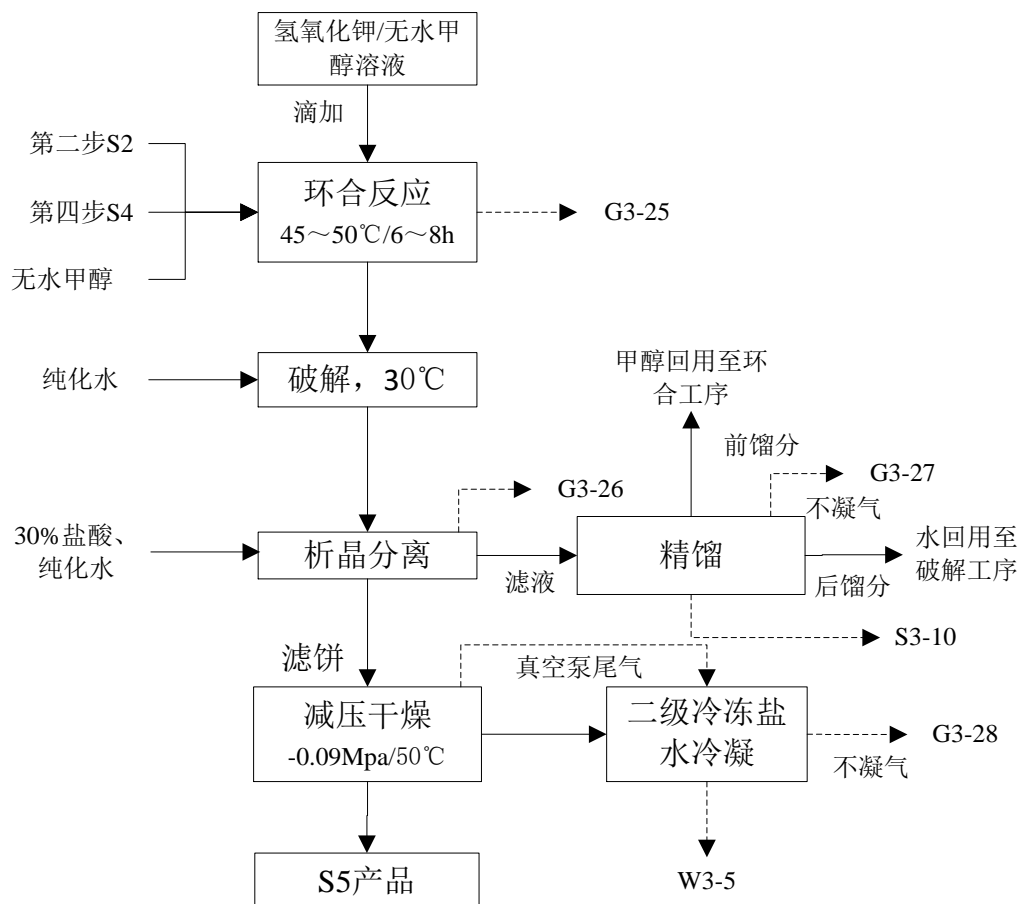 氢氧化钾/无水甲
醇溶液
滴加
第二步S2
第四步S4
无水甲醇
环合反应
45～50℃/6～8h
G3-25
纯化水
破解，30℃
甲醇回用至环
合工序
前馏分
G3-27
不凝气
G3-26
30%盐酸、
纯化水
析晶分离
滤液
精馏
后馏分
水回用至
破解工序
S3-10
滤饼
真空泵尾气
减压干燥
-0.09Mpa/50℃
二级冷冻盐
水冷凝
G3-28
不凝气
S5产品
W3-5